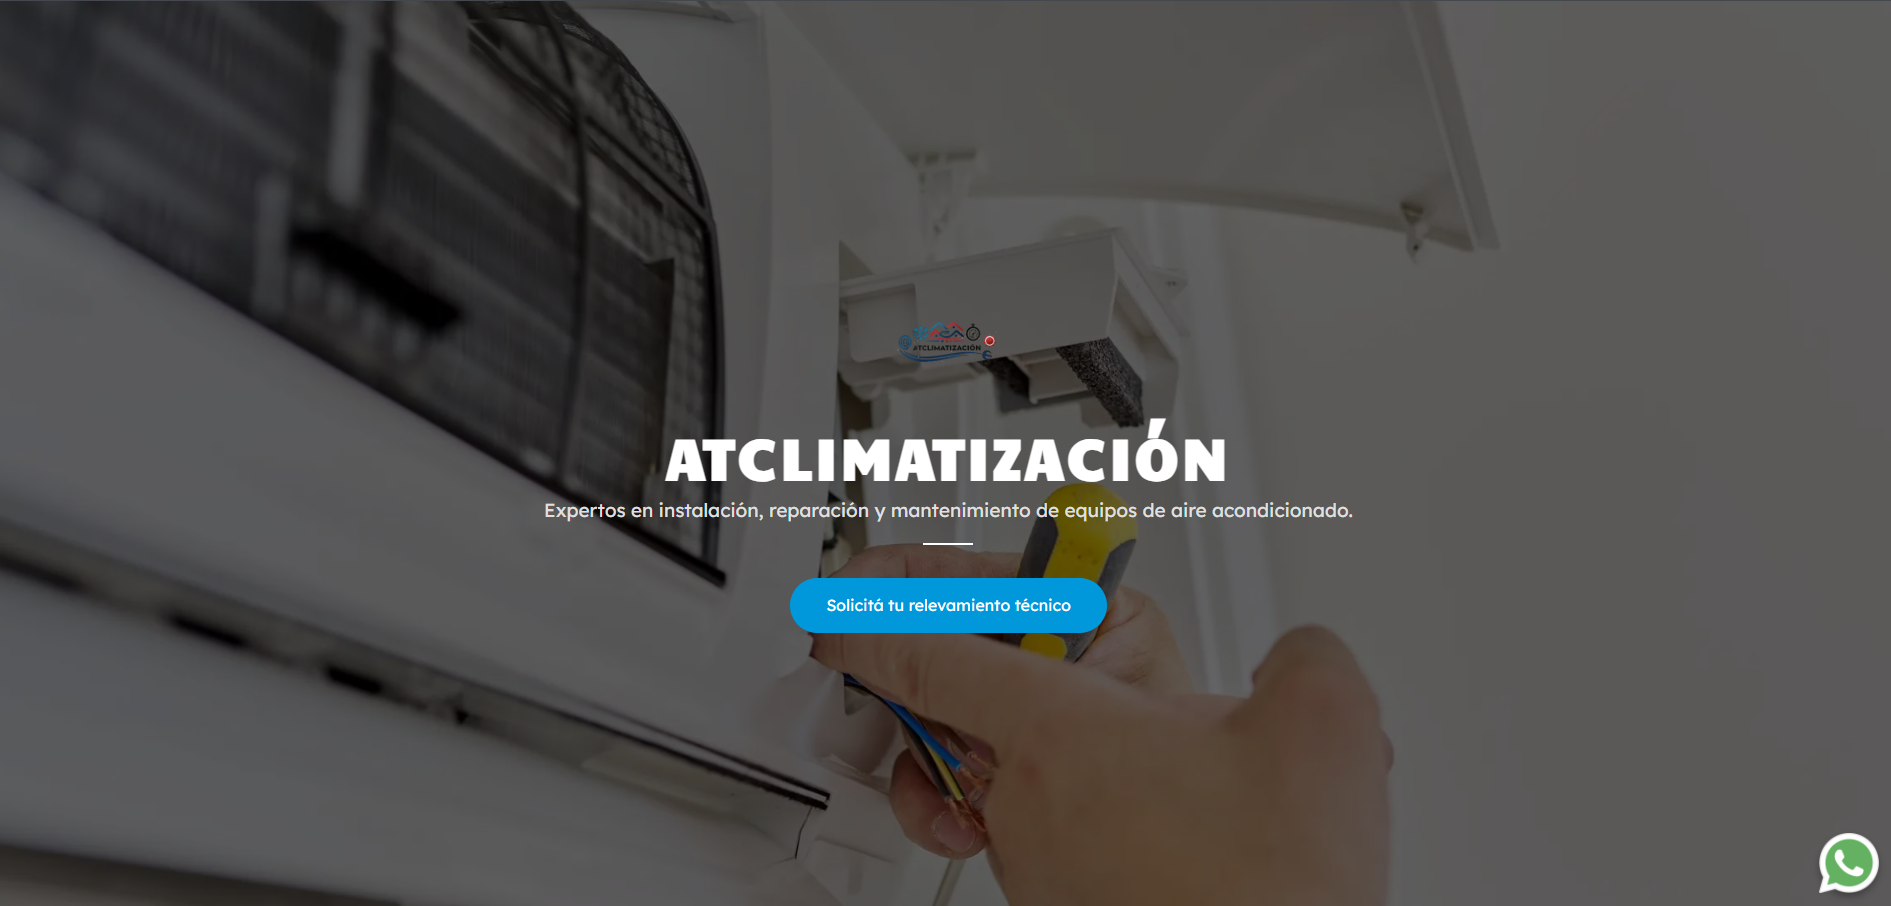 ATCLIMATIZACIÓN
ATCLIMATIZACIÓN
Expertos en instalación, reparación y mantenimiento de equipos de aire acondicionado.
Solicitá tu relevamiento técnico